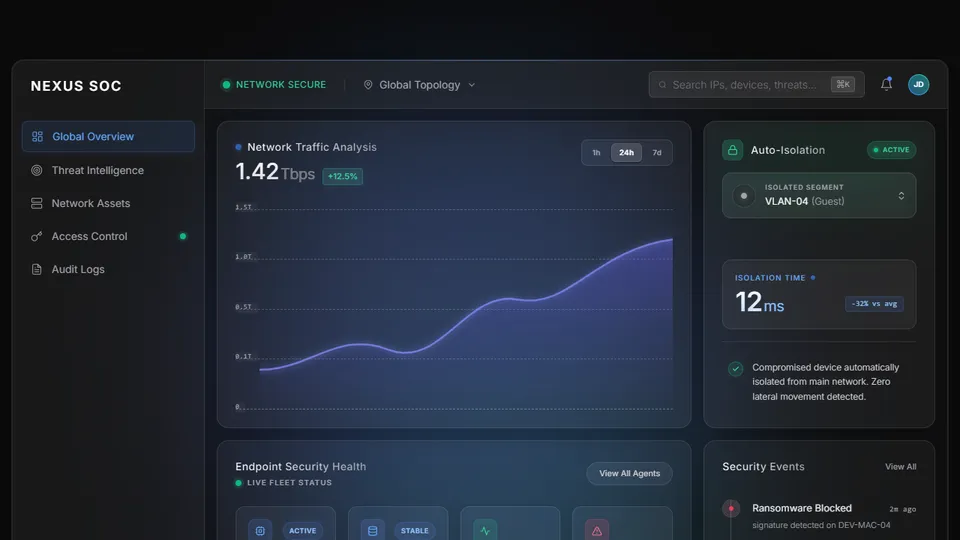 NEXUS SOC
NETWORK SECURE
Global Topology
Search IPs, devices, threats...
⌘K
JD
Global Overview
Threat Intelligence
Network Assets
Access Control
Audit Logs
Network Traffic Analysis
1.42 Tbps +12.5%
1h 24h 7d
1.5T
1.0T
0.5T
0.1T
0
Auto-Isolation
ACTIVE
ISOLATED SEGMENT
VLAN-04 (Guest)
ISOLATION TIME
12ms
-32% vs avg
Compromised device automatically
isolated from main network. Zero
lateral movement detected.
Endpoint Security Health
LIVE FLEET STATUS
View All Agents
ACTIVE
STABLE
Security Events
View All
Ransomware Blocked
2m ago
signature detected on DEV-MAC-04